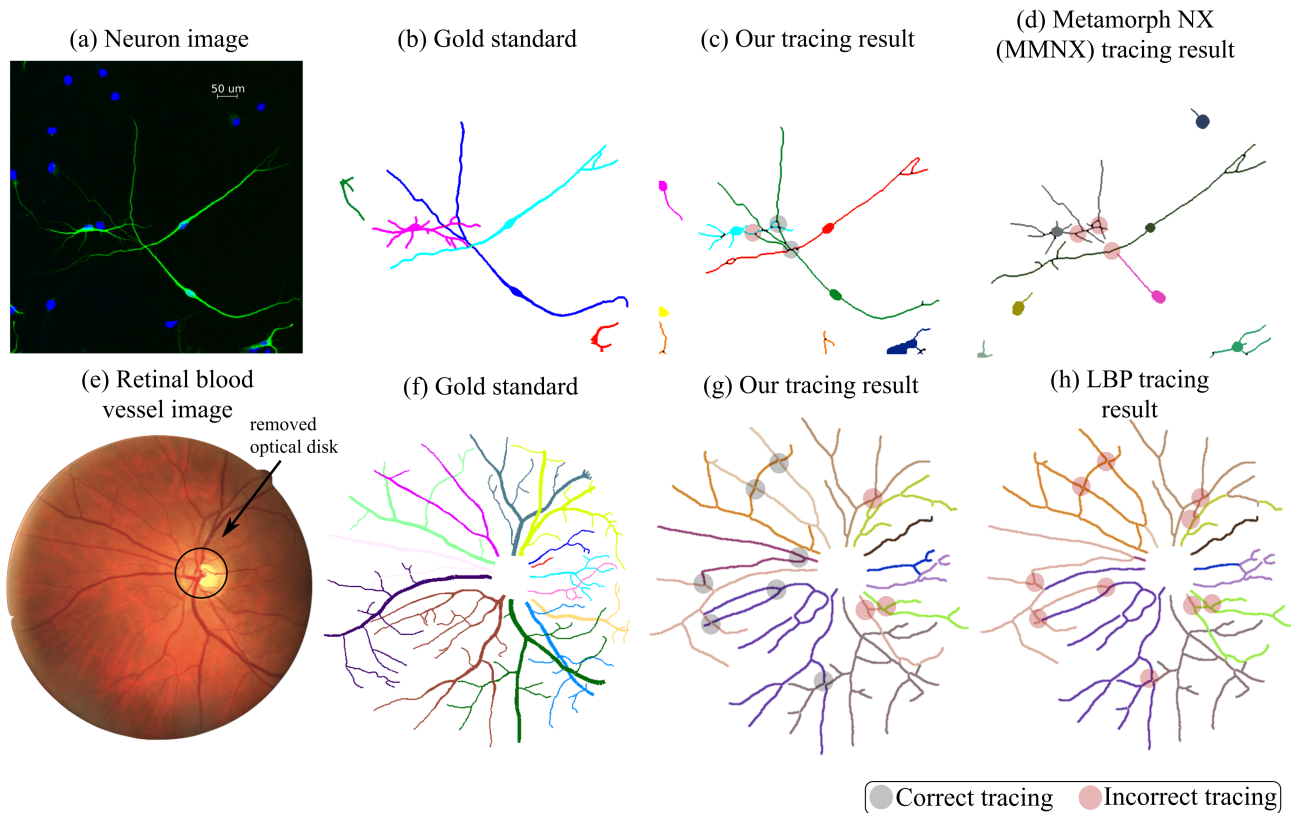 (a) Neuron image
(b) Gold standard
(c) Our tracing result
(d) Metamorph NX
(MMNX) tracing result
50 um
(e) Retinal blood
vessel image
removed
optical disk
(f) Gold standard
(g) Our tracing result
(h) LBP tracing
result
Correct tracing
Incorrect tracing